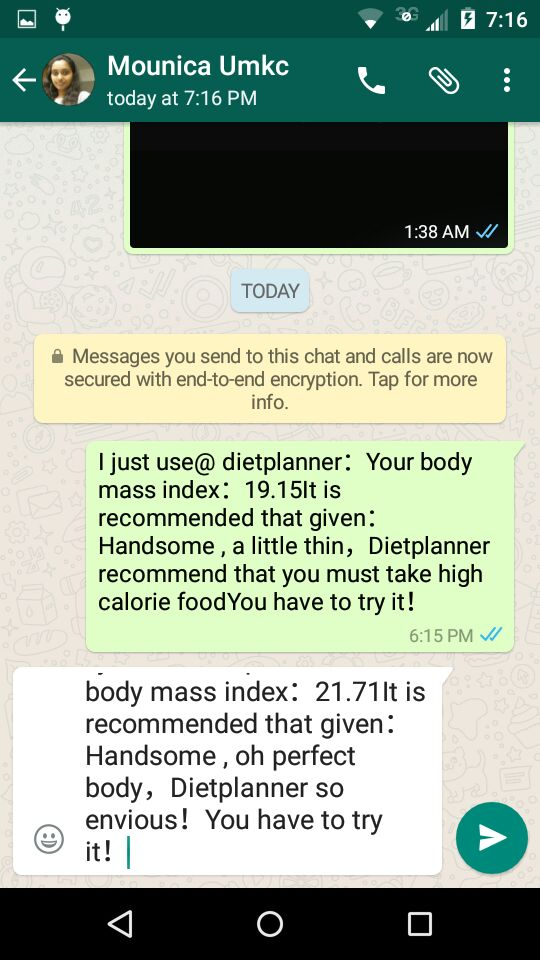 3G
7:16
Mounica Umkc
today at 7:16 PM
1:38 AM
TODAY
Messages you send to this chat and calls are now
secured with end-to-end encryption. Tap for more
info.
I just use@ dietplanner：Your body
mass index：19.15It is
recommended that given：
Handsome , a little thin，Dietplanner
recommend that you must take high
calorie foodYou have to try it！
6:15 PM
body mass index：21.71It is
recommended that given：
Handsome , oh perfect
body，Dietplanner so
envious！You have to try
it！